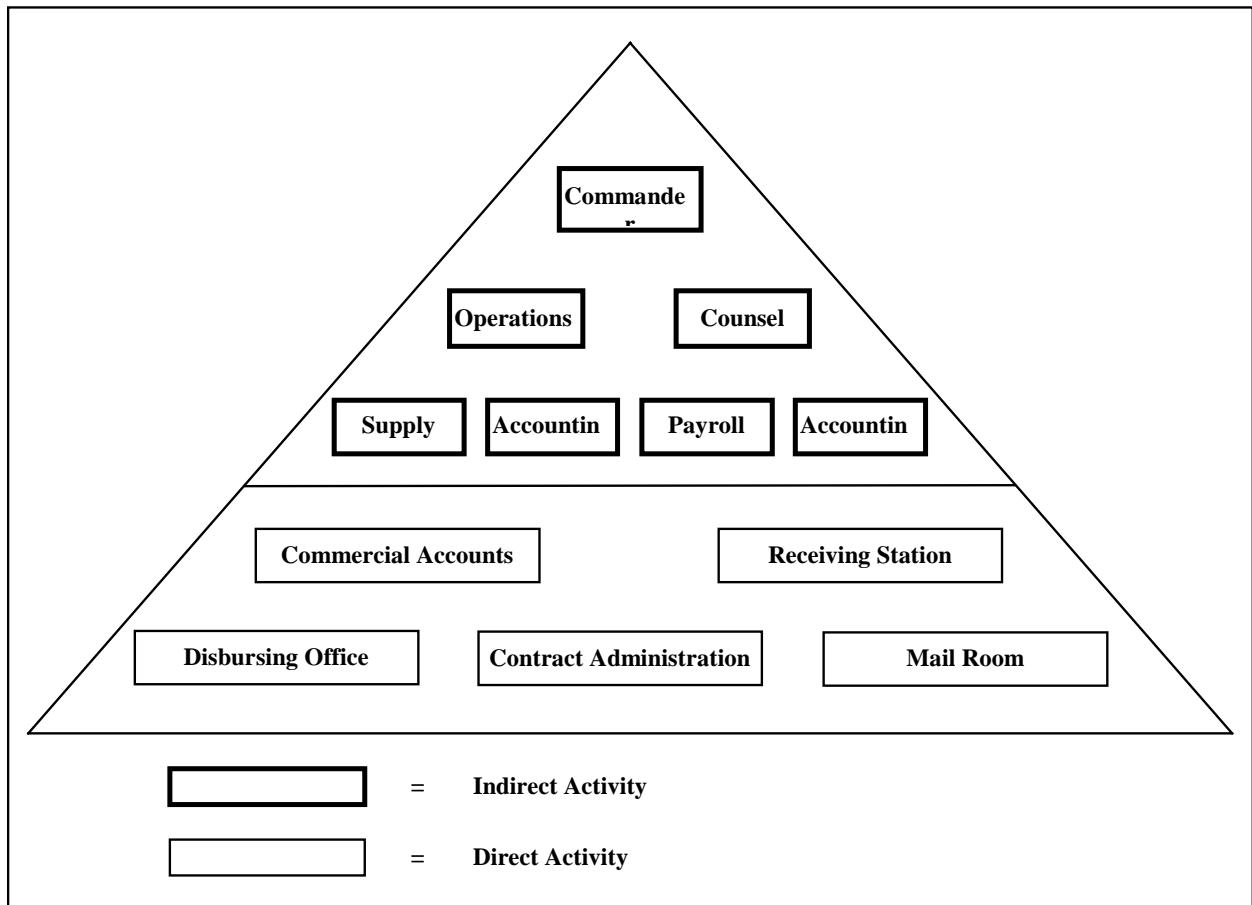 Commande
r
Operations
Counsel
Supply
Accountin
Payroll
Accountin
Commercial Accounts
Receiving Station
Disbursing Office
Contract Administration
Mail Room
= Indirect Activity
= Direct Activity